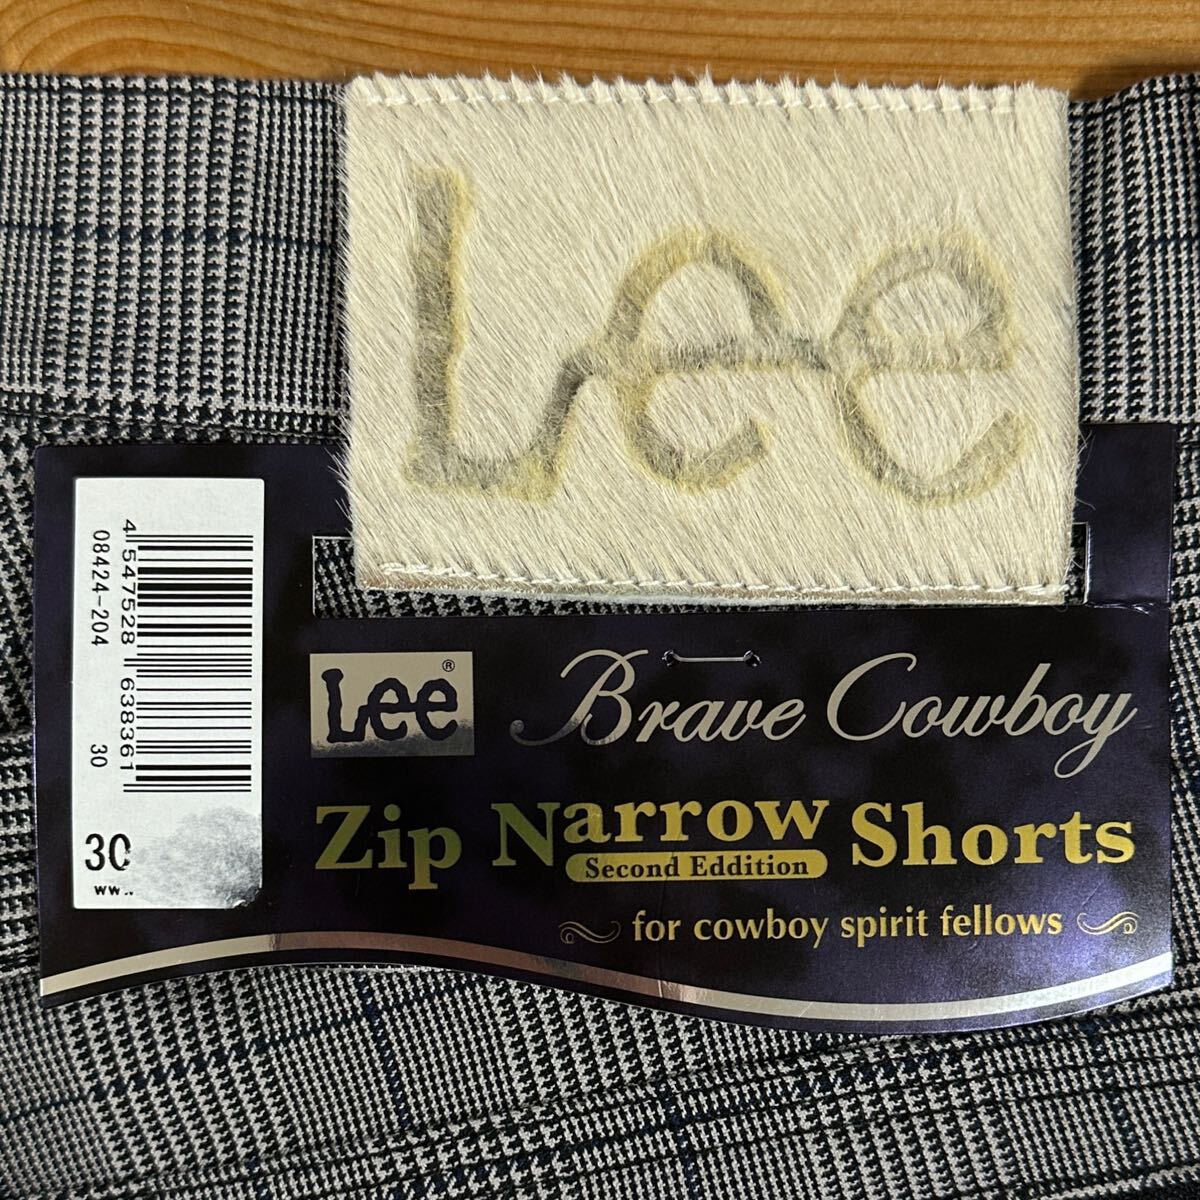 Lee
Lee ®
Brave Cowboy
Zip Narrow Shorts
Second Eddition
for cowboy spirit fellows
4 547528 638361
08424-204 30
30